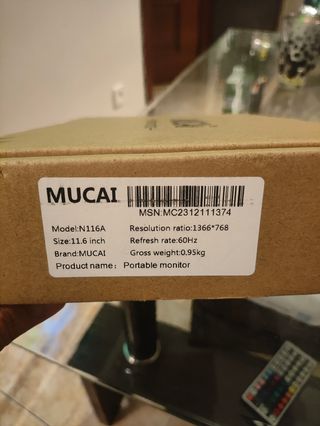 MUCAI
MSN:MC2312111374
Model:N116A
Resolution ratio:1366*768
Size:11.6 inch
Refresh rate:60Hz
Brand:MUCAI
Gross weight:0.95kg
Product name: Portable monitor